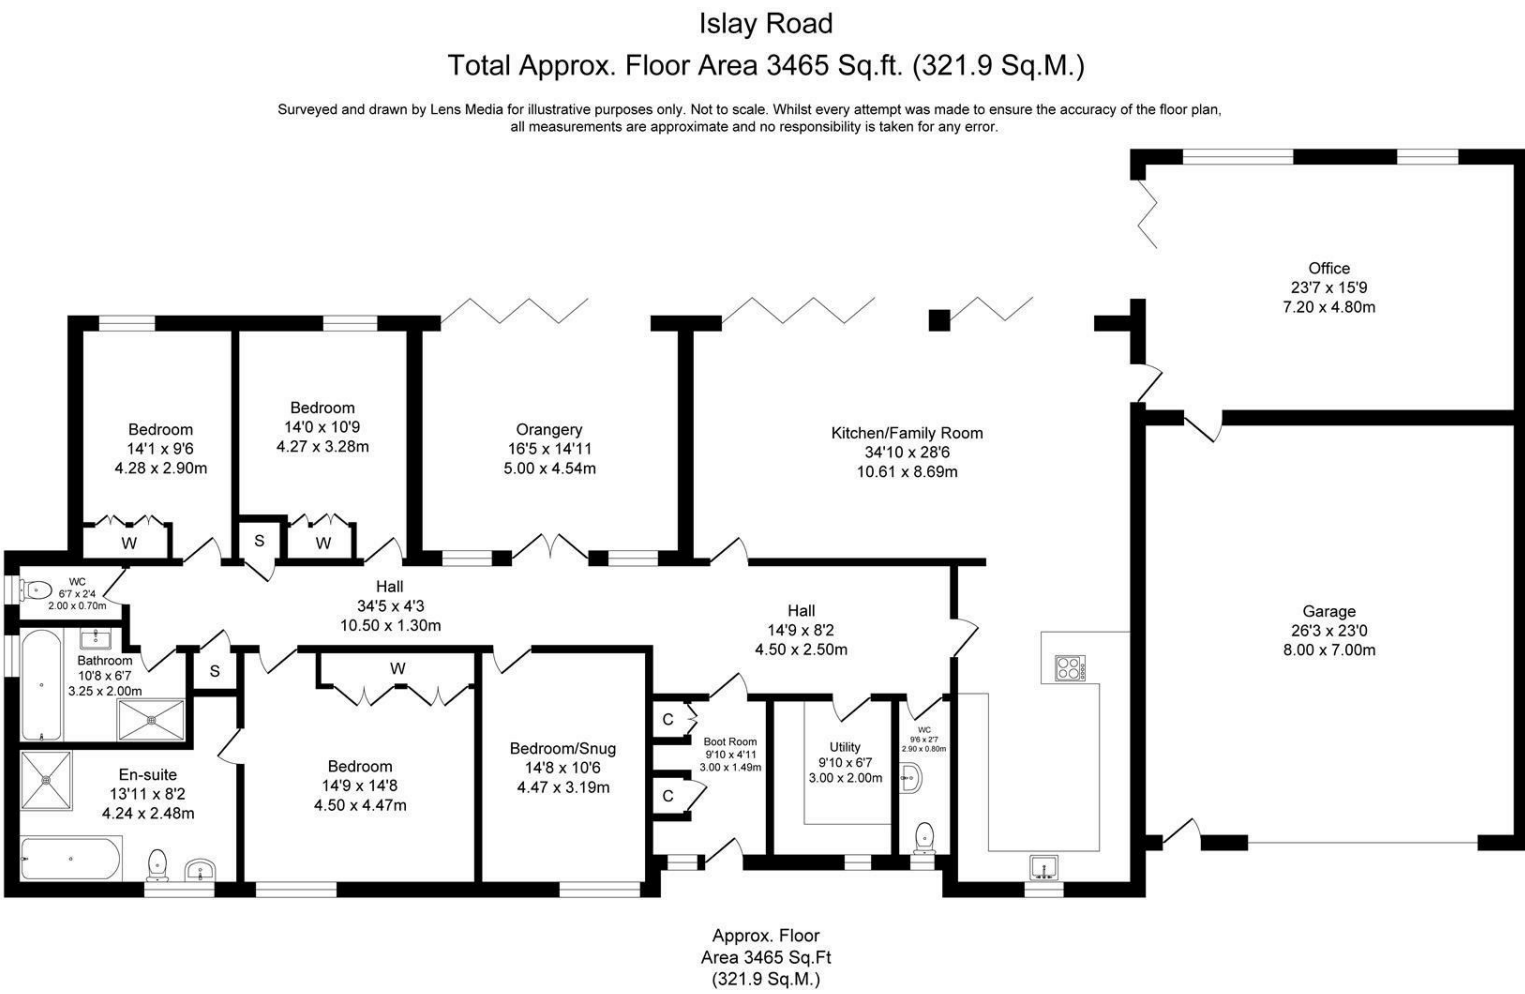 Islay Road
Total Approx. Floor Area 3465 Sq.ft. (321.9 Sq.M.)
Surveyed and drawn by Lens Media for illustrative purposes only. Not to scale. Whilst every attempt was made to ensure the accuracy of the floor plan,
all measurements are approximate and no responsibility is taken for any error.
Office
23'7 x 15'9
7.20 x 4.80m
Bedroom
14'1 x 9'6
4.28 x 2.90m
W
Bedroom
14'0 x 10'9
4.27 x 3.28m
S
W
Orangery
16'5 x 14'11
5.00 x 4.54m
Kitchen/Family Room
34'10 x 28'6
10.61 x 8.69m
WC
6'7 x 2'4
2.00 x 0.70m
Hall
34'5 x 4'3
10.50 x 1.30m
Hall
14'9 x 8'2
4.50 x 2.50m
Garage
26'3 x 23'0
8.00 x 7.00m
Bathroom
10'8 x 6'7
3.25 x 2.00m
S
W
En-suite
13'11 x 8'2
4.24 x 2.48m
Bedroom
14'9 x 14'8
4.50 x 4.47m
Bedroom/Snug
14'8 x 10'6
4.47 x 3.19m
C
C
Boot Room
9'10 x 4'11
3.00 x 1.49m
Utility
9'10 x 6'7
3.00 x 2.00m
WC
9'6 x 2'7
2.90 x 0.80m
Approx. Floor
Area 3465 Sq.Ft
(321.9 Sq.M.)